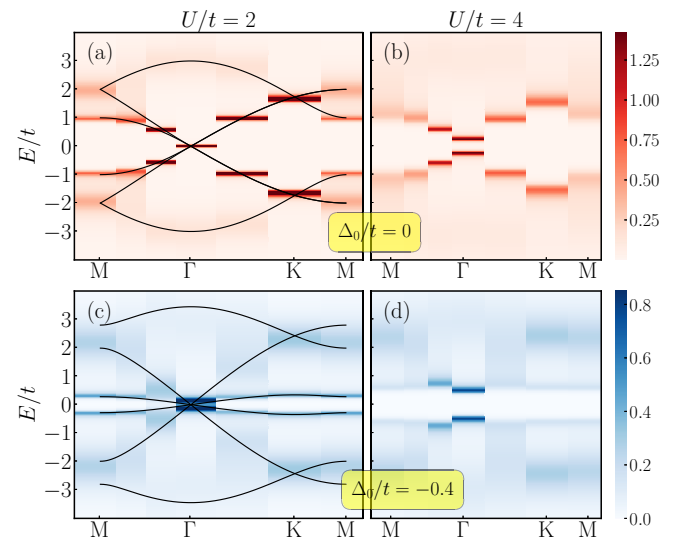 U/t = 2 U/t = 4
(a) (b)
3
2
1
0
−1
−2
−3
E/t
M Γ K M M Γ K M
1.25
1.00
0.75
0.50
0.25
Δ₀/t = 0
(c) (d)
3
2
1
0
−1
−2
−3
E/t
M Γ K M M Γ K M
0.8
0.6
0.4
0.2
0.0
Δ₀/t = −0.4